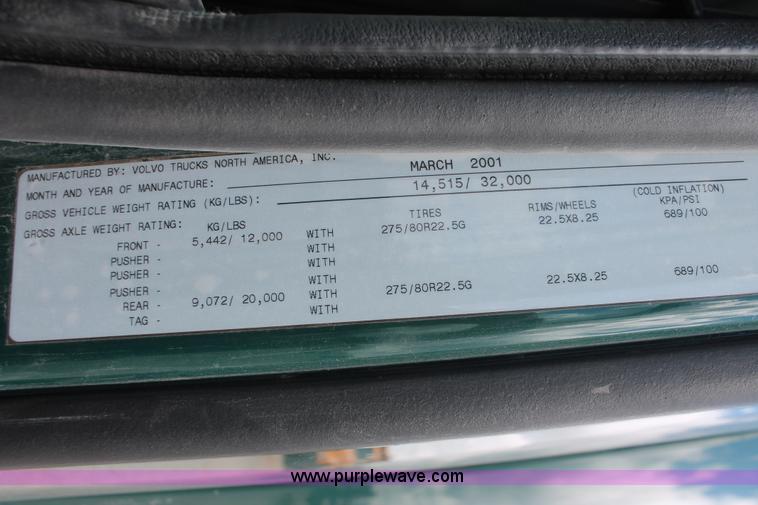 MANUFACTURED BY: VOLVO TRUCKS NORTH AMERICA, INC.
MONTH AND YEAR OF MANUFACTURE: MARCH 2001
GROSS VEHICLE WEIGHT RATING (KG/LBS): 14,515/ 32,000
GROSS AXLE WEIGHT RATING: KG/LBS TIRES RIMS/WHEELS (COLD INFLATION) KPA/PSI
FRONT - 5,442/ 12,000 WITH 275/80R22.5G 22.5X8.25 689/100
PUSHER - WITH
PUSHER - WITH
PUSHER - WITH
REAR - 9,072/ 20,000 WITH 275/80R22.5G 22.5X8.25 689/100
TAG - WITH
www.purplewave.com